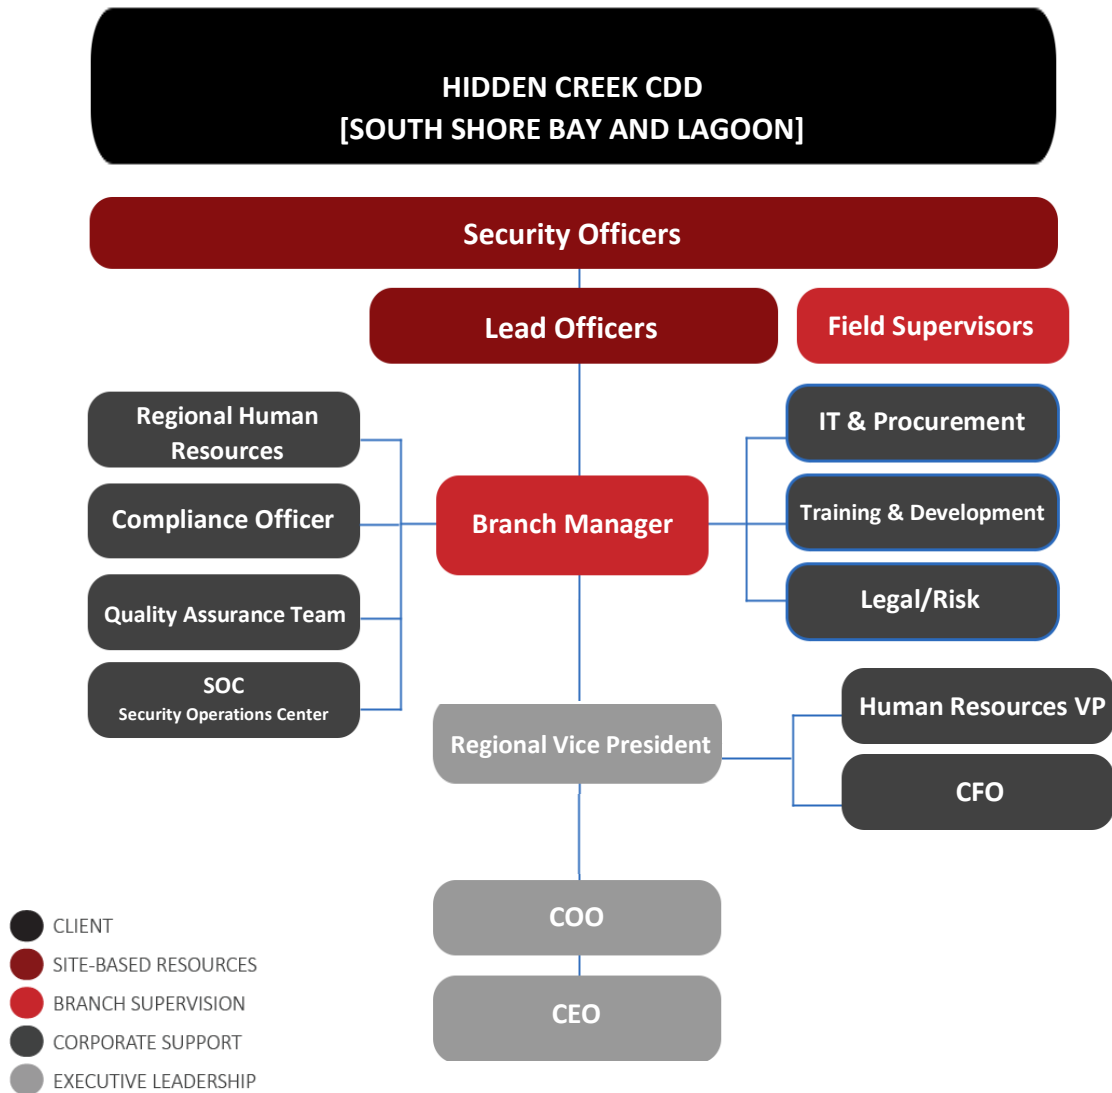 HIDDEN CREEK CDD
[SOUTH SHORE BAY AND LAGOON]
Security Officers
Lead Officers
Field Supervisors
Regional Human
Resources
IT & Procurement
Compliance Officer
Branch Manager
Training & Development
Quality Assurance Team
Legal/Risk
SOC
Security Operations Center
Human Resources VP
Regional Vice President
CFO
COO
CEO
CLIENT
SITE-BASED RESOURCES
BRANCH SUPERVISION
CORPORATE SUPPORT
EXECUTIVE LEADERSHIP